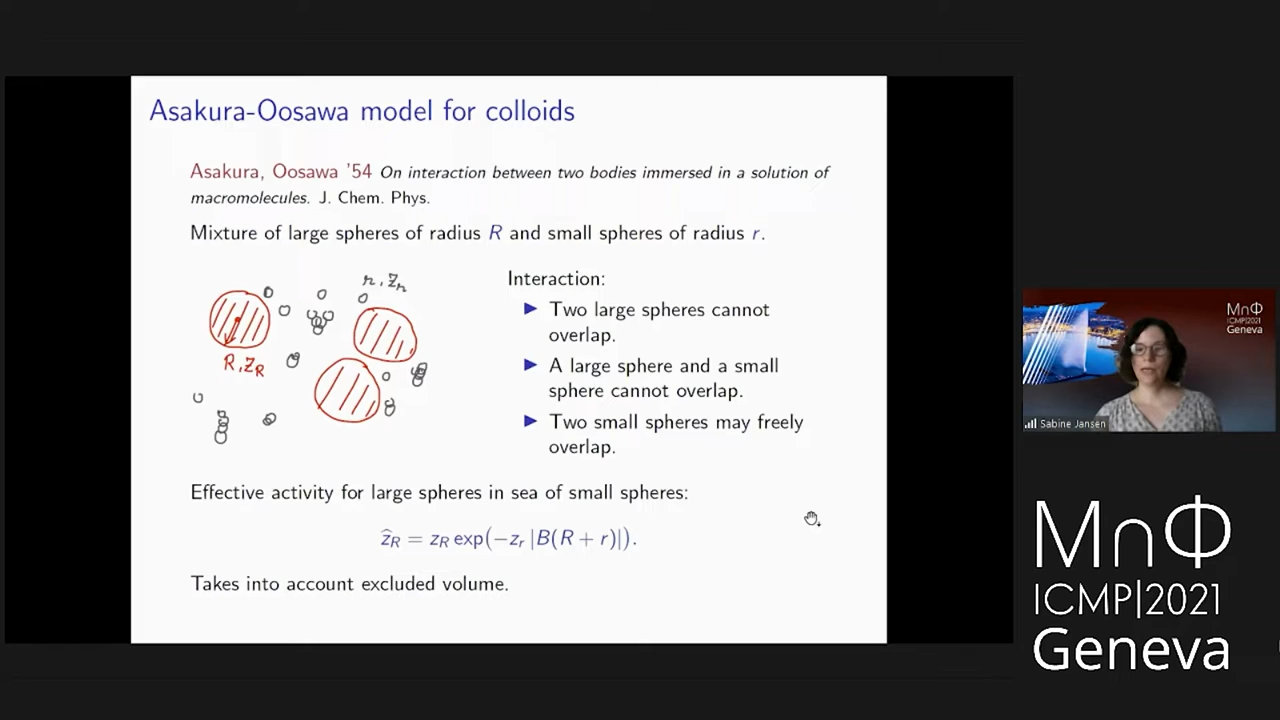 Asakura-Oosawa model for colloids
Asakura, Oosawa '54 On interaction between two bodies immersed in a solution of
macromolecules. J. Chem. Phys.
Mixture of large spheres of radius R and small spheres of radius r.
r, Zr
R, ZR
Interaction:
▶ Two large spheres cannot
overlap.
▶ A large sphere and a small
sphere cannot overlap.
▶ Two small spheres may freely
overlap.
Effective activity for large spheres in sea of small spheres:
ẑ_R = z_R exp(−z_r |B(R + r)|).
Takes into account excluded volume.
MnΦ
ICMP|2021
Geneva
Sabine Jansen
MnΦ
ICMP|2021
Geneva